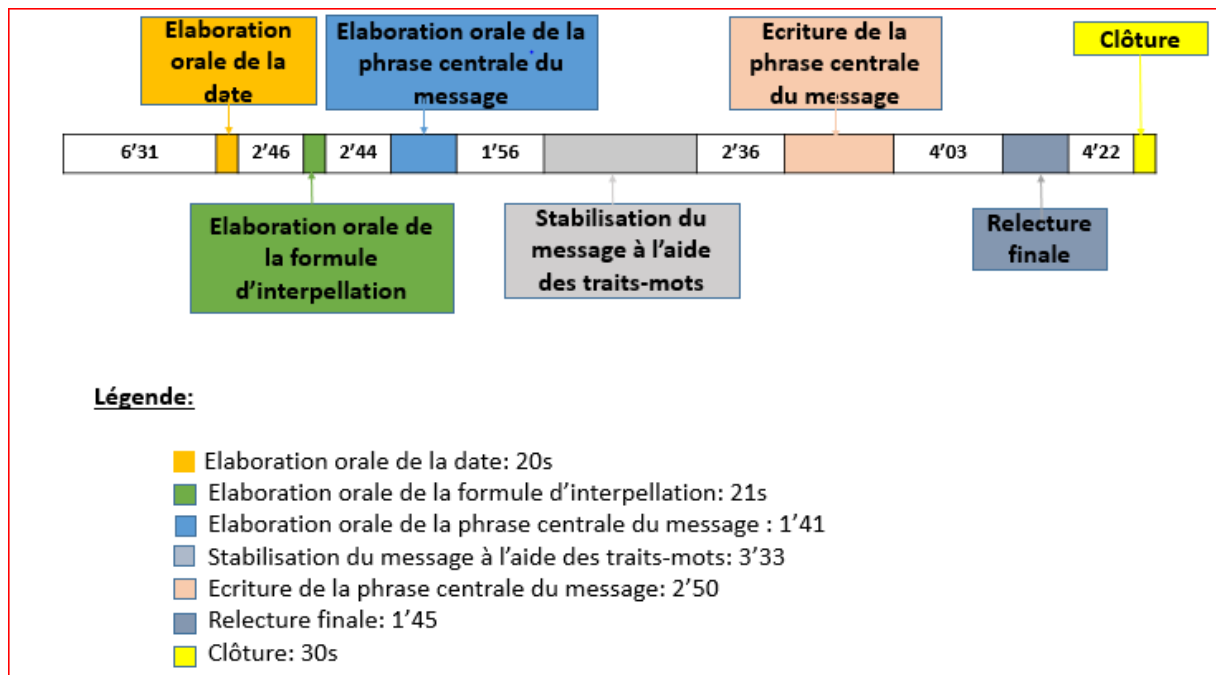 Elaboration
orale de la
date
Elaboration orale de la
phrase centrale du
message
Ecriture de la
phrase centrale
du message
Clôture
6’31
2’46
2’44
1’56
2’36
4’03
4’22
Elaboration orale de
la formule
d’interpellation
Stabilisation du
message à l’aide
des traits-mots
Relecture
finale
Légende:
Elaboration orale de la date: 20s
Elaboration orale de la formule d’interpellation: 21s
Elaboration orale de la phrase centrale du message : 1’41
Stabilisation du message à l’aide des traits-mots: 3’33
Ecriture de la phrase centrale du message: 2’50
Relecture finale: 1’45
Clôture: 30s